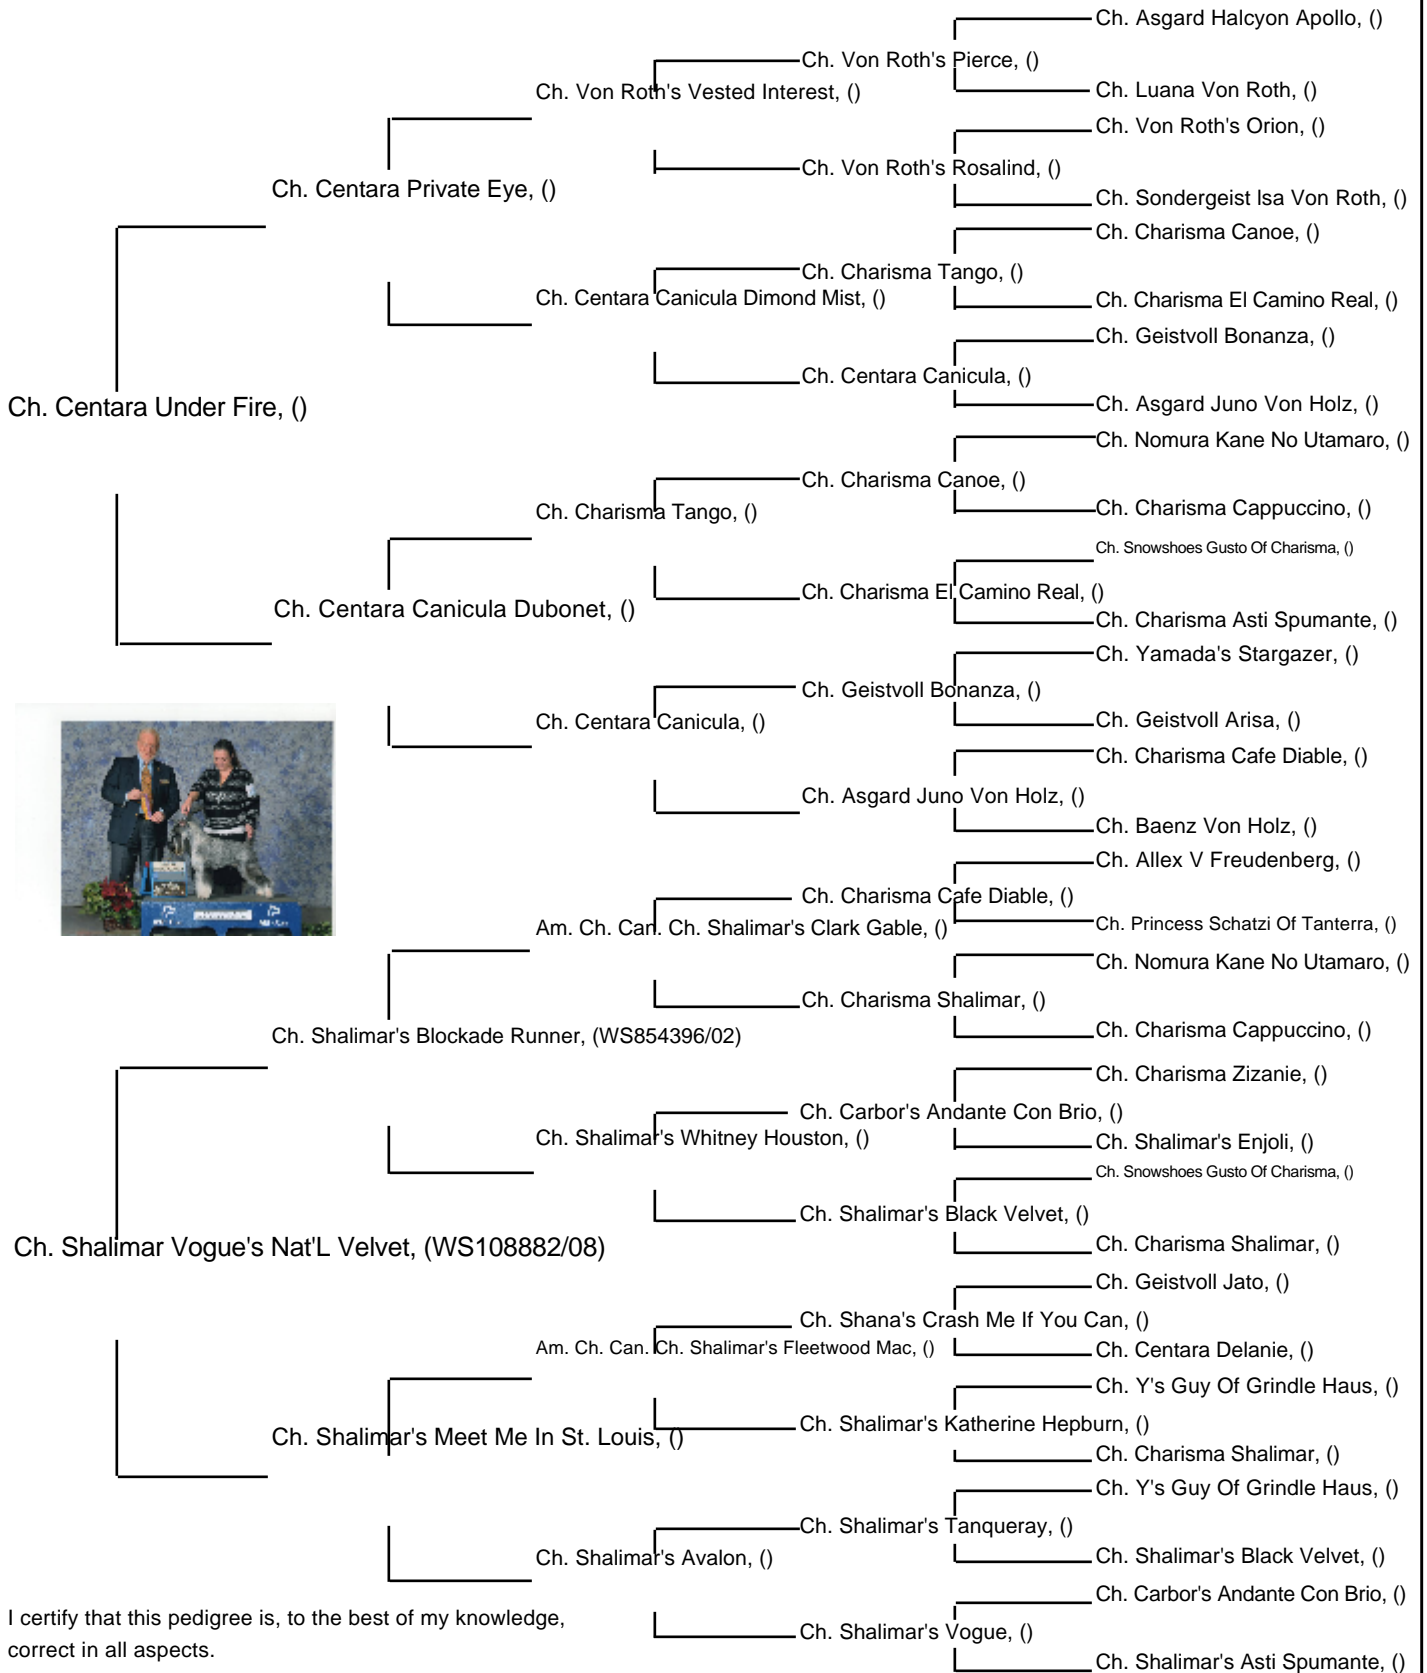 Ch. Asgard Halcyon Apollo, ()
Ch. Von Roth's Pierce, ()
Ch. Von Roth's Vested Interest, ()
Ch. Luana Von Roth, ()
Ch. Von Roth's Orion, ()
Ch. Von Roth's Rosalind, ()
Ch. Centara Private Eye, ()
Ch. Sondergeist Isa Von Roth, ()
Ch. Charisma Canoe, ()
Ch. Charisma Tango, ()
Ch. Centara Canicula Dimond Mist, ()
Ch. Charisma El Camino Real, ()
Ch. Geistvoll Bonanza, ()
Ch. Centara Canicula, ()
Ch. Centara Under Fire, ()
Ch. Asgard Juno Von Holz, ()
Ch. Nomura Kane No Utamaro, ()
Ch. Charisma Canoe, ()
Ch. Charisma Tango, ()
Ch. Charisma Cappuccino, ()
Ch. Snowshoes Gusto Of Charisma, ()
Ch. Charisma El Camino Real, ()
Ch. Centara Canicula Dubonet, ()
Ch. Charisma Asti Spumante, ()
Ch. Yamada's Stargazer, ()
Ch. Geistvoll Bonanza, ()
Ch. Centara Canicula, ()
Ch. Geistvoll Arisa, ()
Ch. Charisma Cafe Diable, ()
Ch. Asgard Juno Von Holz, ()
Ch. Baenz Von Holz, ()
Ch. Allex V Freudenberg, ()
Ch. Charisma Cafe Diable, ()
Am. Ch. Can. Ch. Shalimar's Clark Gable, ()
Ch. Princess Schatzi Of Tanterra, ()
Ch. Nomura Kane No Utamaro, ()
Ch. Charisma Shalimar, ()
Ch. Shalimar's Blockade Runner, (WS854396/02)
Ch. Charisma Cappuccino, ()
Ch. Charisma Zizanie, ()
Ch. Carbor's Andante Con Brio, ()
Ch. Shalimar's Whitney Houston, ()
Ch. Shalimar's Enjoli, ()
Ch. Snowshoes Gusto Of Charisma, ()
Ch. Shalimar's Black Velvet, ()
Ch. Shalimar Vogue's Nat'L Velvet, (WS108882/08)
Ch. Charisma Shalimar, ()
Ch. Geistvoll Jato, ()
Ch. Shana's Crash Me If You Can, ()
Am. Ch. Can. Ch. Shalimar's Fleetwood Mac, ()
Ch. Centara Delanie, ()
Ch. Y's Guy Of Grindle Haus, ()
Ch. Shalimar's Katherine Hepburn, ()
Ch. Shalimar's Meet Me In St. Louis, ()
Ch. Charisma Shalimar, ()
Ch. Y's Guy Of Grindle Haus, ()
Ch. Shalimar's Tanqueray, ()
Ch. Shalimar's Avalon, ()
Ch. Shalimar's Black Velvet, ()
Ch. Carbor's Andante Con Brio, ()
Ch. Shalimar's Vogue, ()
Ch. Shalimar's Asti Spumante, ()
I certify that this pedigree is, to the best of my knowledge,
correct in all aspects.